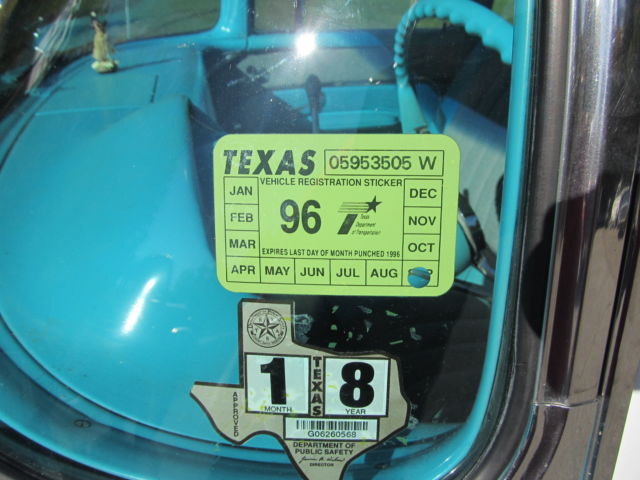 TEXAS 05953505 W
VEHICLE REGISTRATION STICKER
JAN DEC
FEB 96 Texas Department of Transportation NOV
MAR OCT
EXPIRES LAST DAY OF MONTH PUNCHED 1996
APR MAY JUN JUL AUG
1 TEXAS 8
MONTH YEAR
APPROVED
G06260568
DEPARTMENT OF
PUBLIC SAFETY
DIRECTOR